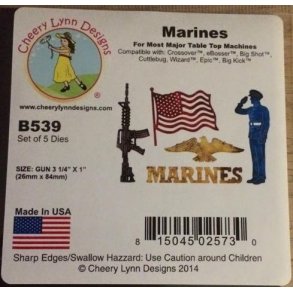 Cheery Lynn Designs
www.cheerylynndesigns.com
Marines
For Most Major Table Top Machines
Compatible with: Crossover™, eBosser™, Big Shot™,
Cuttlebug, Wizard™, Epic™, Big Kick™
B539
Set of 5 Dies
SIZE: GUN 3 1/4" X 1"
(26mm x 84mm)
MARINES
Made In USA
8 15045 02573 0
Sharp Edges/Swallow Hazzard: Use Caution around Children
© Cheery Lynn Designs 2014